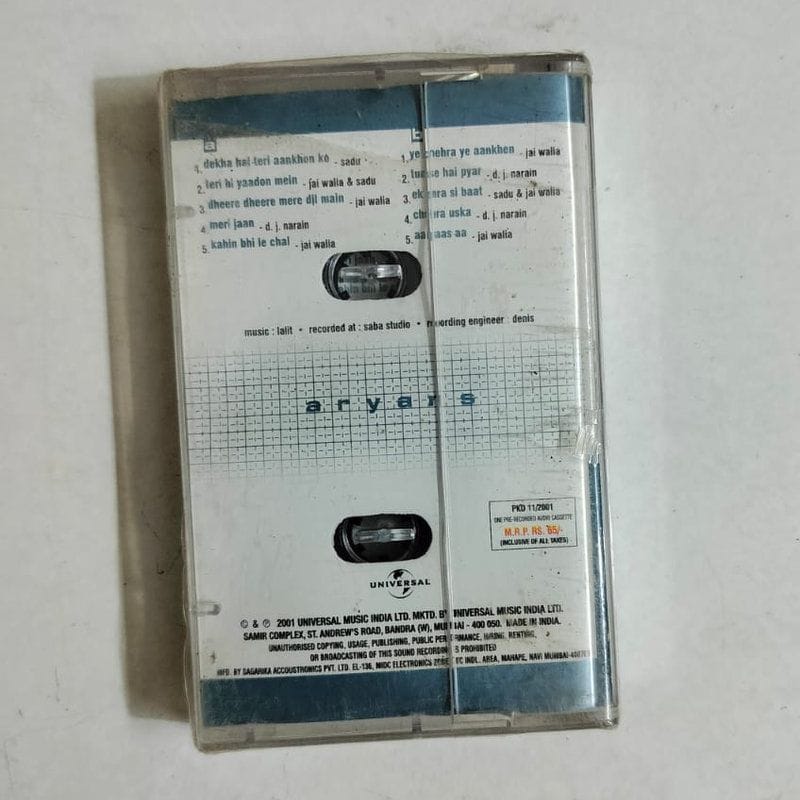 a
1. dekha hai teri aankhon ko - sadu
2. teri hi yaadon mein - jai walia & sadu
3. dheere dheere mere dil main - jai walia
4. meri jaan - d. j. narain
5. kahin bhi le chal - jai walia
b
1. ye chehra ye aankhen - jai walia
2. tumse hai pyar - d. j. narain
3. ek zara si baat - sadu & jai walia
4. chehra uska - d. j. narain
5. aa paas aa - jai walia
music : lalit • recorded at : saba studio • recording engineer : denis
aryans
PKD 11/2001
ONE PRE-RECORDED AUDIO CASSETTE
M.R.P. RS. 65/-
(INCLUSIVE OF ALL TAXES)
UNIVERSAL
© & ℗ 2001 UNIVERSAL MUSIC INDIA LTD. MKTD. BY UNIVERSAL MUSIC INDIA LTD.
SAMIR COMPLEX, ST. ANDREW'S ROAD, BANDRA (W), MUMBAI - 400 050. MADE IN INDIA.
UNAUTHORISED COPYING, USAGE, PUBLISHING, PUBLIC PERFORMANCE, HIRING, RENTING,
OR BROADCASTING OF THIS SOUND RECORDING IS PROHIBITED
MFD. BY SAGARIKA ACCOUSTRONICS PVT. LTD. EL-136, MIDC ELECTRONICS ZONE, TTC INDL. AREA, MAHAPE, NAVI MUMBAI